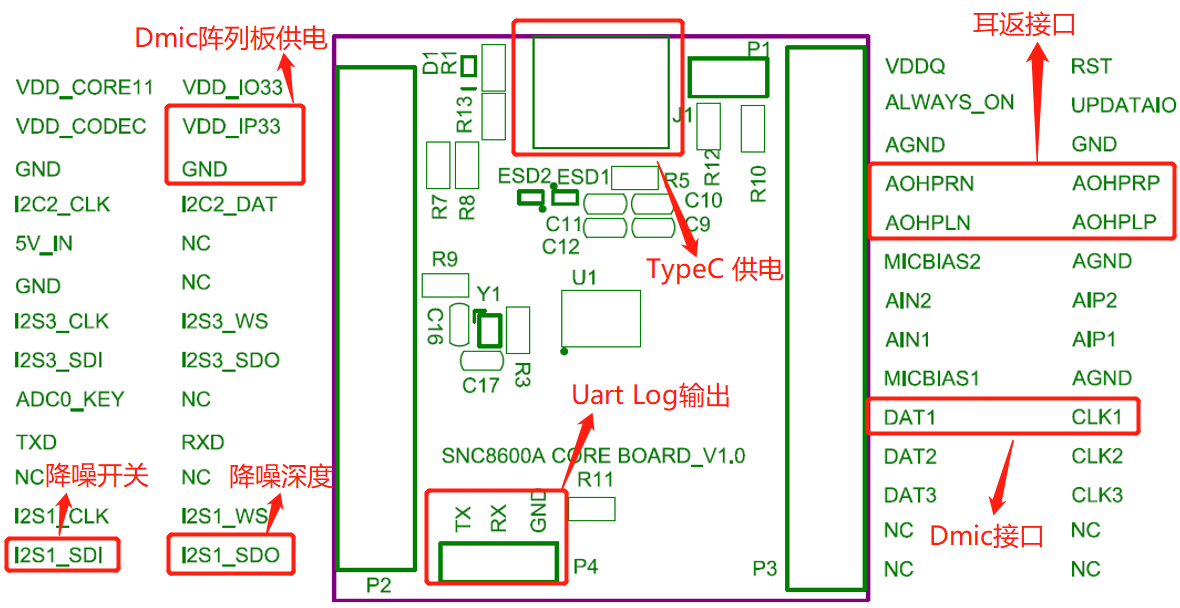 Dmic阵列板供电
耳返接口
VDD_CORE11 VDD_IO33
VDD_CODEC VDD_IP33
GND GND
I2C2_CLK I2C2_DAT
5V_IN NC
GND NC
I2S3_CLK I2S3_WS
I2S3_SDI I2S3_SDO
ADC0_KEY NC
TXD RXD
NC 降噪开关 NC 降噪深度
I2S1_CLK I2S1_WS
I2S1_SDI I2S1_SDO
D1
R1
P1
R13
J1
R12
R10
R7
R8
ESD2 ESD1
R5
C10
C11
C9
C12
TypeC 供电
R9
U1
Y1
C16
R3
C17
Uart Log输出
SNC8600A CORE BOARD_V1.0
R11
TX
RX
GND
P4
P2
P3
VDDQ RST
ALWAYS_ON UPDATAIO
AGND GND
AOHPRN AOHPRP
AOHPLN AOHPLP
MICBIAS2 AGND
AIN2 AIP2
AIN1 AIP1
MICBIAS1 AGND
DAT1 CLK1
DAT2 CLK2
DAT3 CLK3
NC NC
Dmic接口
NC NC